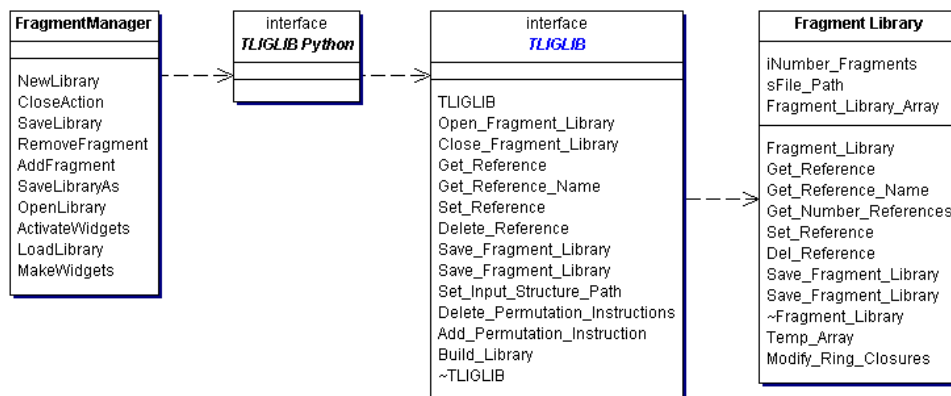 FragmentManager
NewLibrary
CloseAction
SaveLibrary
RemoveFragment
AddFragment
SaveLibraryAs
OpenLibrary
ActivateWidgets
LoadLibrary
MakeWidgets
interface
TLIGLIB Python
interface
TLIGLIB
TLIGLIB
Open_Fragment_Library
Close_Fragment_Library
Get_Reference
Get_Reference_Name
Set_Reference
Delete_Reference
Save_Fragment_Library
Save_Fragment_Library
Set_Input_Structure_Path
Delete_Permutation_Instructions
Add_Permutation_Instruction
Build_Library
~TLIGLIB
Fragment Library
iNumber_Fragments
sFile_Path
Fragment_Library_Array
Fragment_Library
Get_Reference
Get_Reference_Name
Get_Number_References
Set_Reference
Del_Reference
Save_Fragment_Library
Save_Fragment_Library
~Fragment_Library
Temp_Array
Modify_Ring_Closures